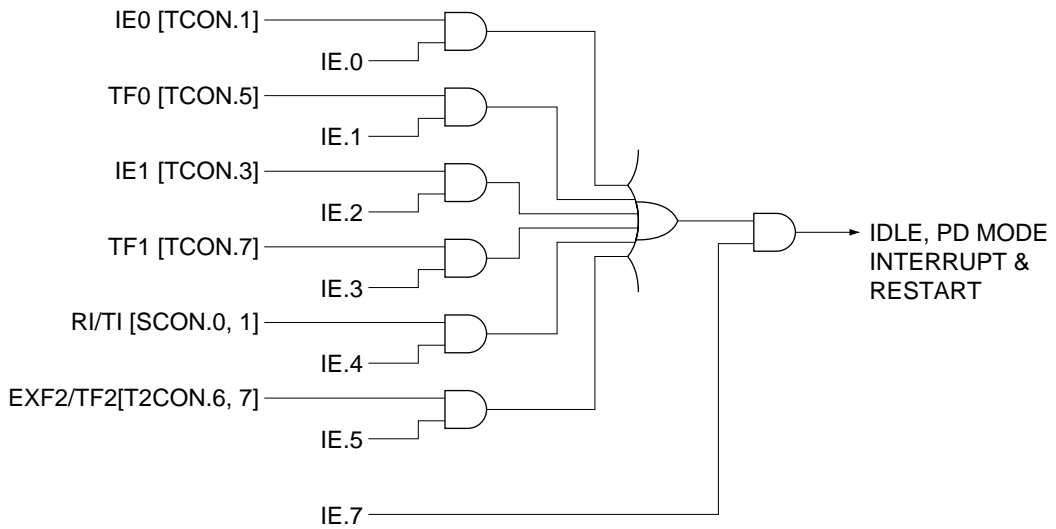 IE0 [TCON.1]
IE.0
TF0 [TCON.5]
IE.1
IE1 [TCON.3]
IE.2
TF1 [TCON.7]
IE.3
RI/TI [SCON.0, 1]
IE.4
EXF2/TF2[T2CON.6, 7]
IE.5
IE.7
IDLE, PD MODE
INTERRUPT &
RESTART